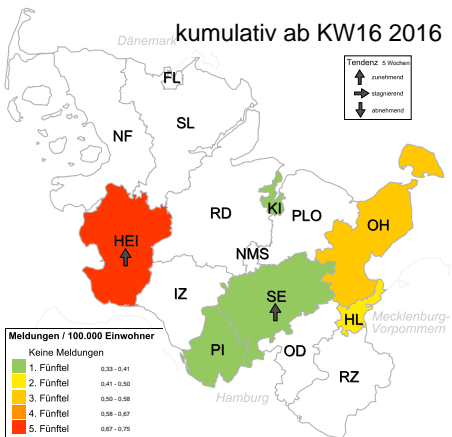 kumulativ ab KW16 2016
Dänemark
Tendenz 5 Wochen
zunehmend
stagnierend
abnehmend
FL
SL
NF
RD
KI
PLO
OH
HEI
NMS
IZ
SE
HL
Mecklenburg-
Vorpommern
PI
OD
RZ
Hamburg
Meldungen / 100.000 Einwohner
Keine Meldungen
1. Fünftel 0,33 - 0,41
2. Fünftel 0,41 - 0,50
3. Fünftel 0,50 - 0,58
4. Fünftel 0,58 - 0,67
5. Fünftel 0,67 - 0,75